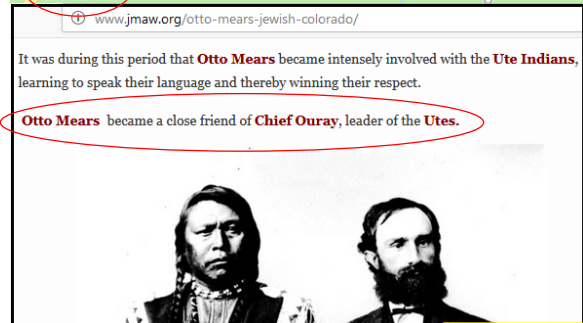 www.jmaw.org/otto-mears-jewish-colorado/
It was during this period that Otto Mears became intensely involved with the Ute Indians,
learning to speak their language and thereby winning their respect.
Otto Mears became a close friend of Chief Ouray, leader of the Utes.